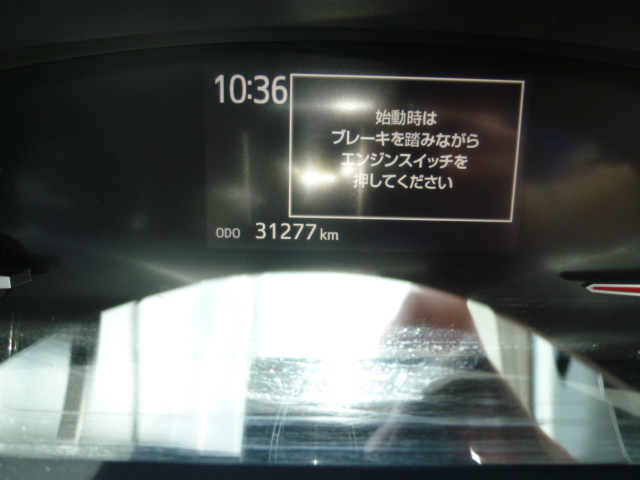 10:36
始動時は
ブレーキを踏みながら
エンジンスイッチを
押してください
ODO 31277 km